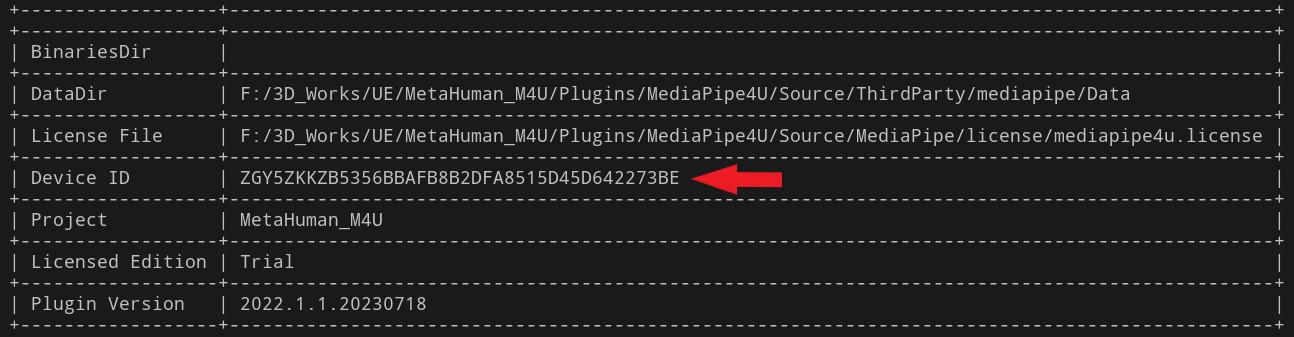 +------------------+-----------------------------------------------------------------------------------------------+
+------------------+-----------------------------------------------------------------------------------------------+
| BinariesDir      |                                                                                               |
+------------------+-----------------------------------------------------------------------------------------------+
| DataDir          | F:/3D_Works/UE/MetaHuman_M4U/Plugins/MediaPipe4U/Source/ThirdParty/mediapipe/Data             |
+------------------+-----------------------------------------------------------------------------------------------+
| License File     | F:/3D_Works/UE/MetaHuman_M4U/Plugins/MediaPipe4U/Source/MediaPipe/license/mediapipe4u.license |
+------------------+-----------------------------------------------------------------------------------------------+
| Device ID        | ZGY5ZKKZB5356BBAFB8B2DFA8515D45D642273BE                                                      |
+------------------+-----------------------------------------------------------------------------------------------+
| Project          | MetaHuman_M4U                                                                                 |
+------------------+-----------------------------------------------------------------------------------------------+
| Licensed Edition | Trial                                                                                         |
+------------------+-----------------------------------------------------------------------------------------------+
| Plugin Version   | 2022.1.1.20230718                                                                             |
+------------------+-----------------------------------------------------------------------------------------------+